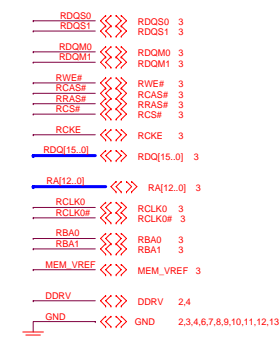 RDQS0 RDQS0 3
RDQS1 RDQS1 3
RDQM0 RDQM0 3
RDQM1 RDQM1 3
RWE# RWE# 3
RCAS# RCAS# 3
RRAS# RRAS# 3
RCS# RCS# 3
RCKE RCKE 3
RDQ[15..0] RDQ[15..0] 3
RA[12..0] RA[12..0] 3
RCLK0 RCLK0 3
RCLK0# RCLK0# 3
RBA0 RBA0 3
RBA1 RBA1 3
MEM_VREF MEM_VREF 3
DDRV DDRV 2,4
GND GND 2,3,4,6,7,8,9,10,11,12,13